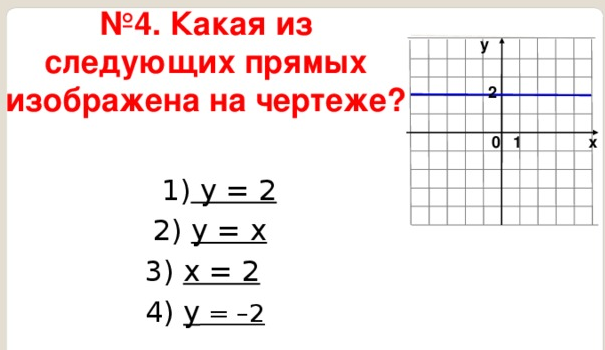 №4. Какая из
следующих прямых
изображена на чертеже?
1) y = 2
2) y = x
3) x = 2
4) y = –2
у
2
0 1 х